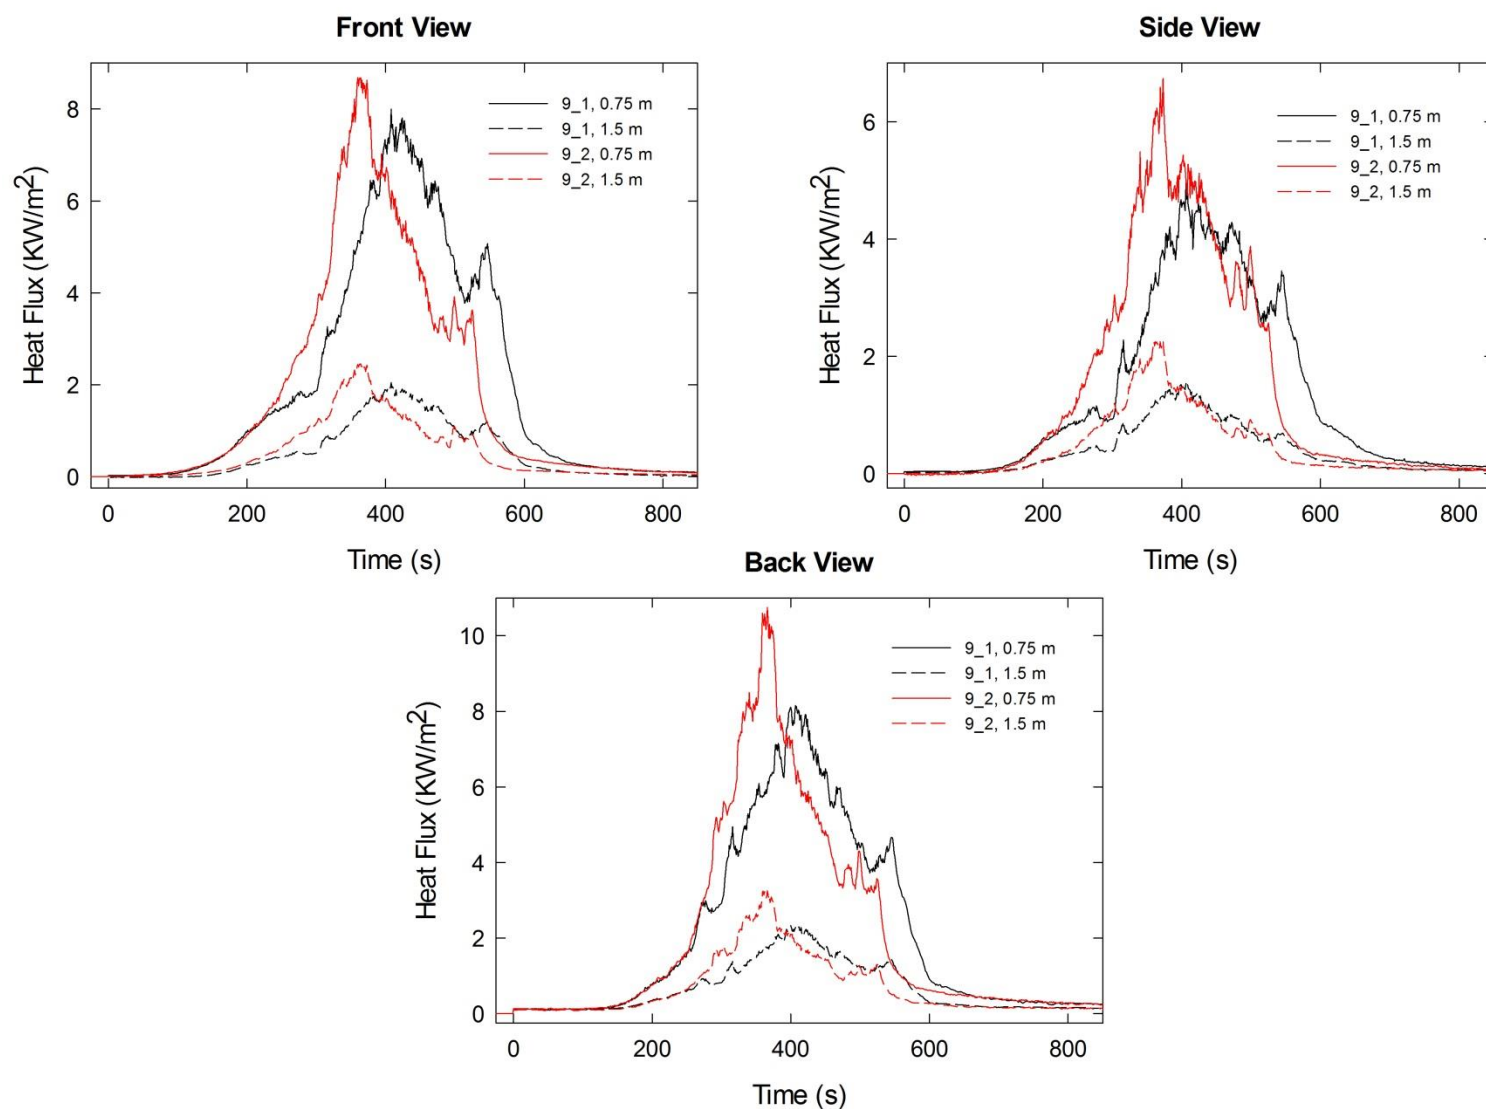 Front View
Heat Flux (KW/m²)
8
6
4
2
0
9_1, 0.75 m
9_1, 1.5 m
9_2, 0.75 m
9_2, 1.5 m
0 200 400 600 800
Time (s)
Side View
Heat Flux (KW/m²)
6
4
2
0
9_1, 0.75 m
9_1, 1.5 m
9_2, 0.75 m
9_2, 1.5 m
0 200 400 600 800
Time (s)
Back View
Heat Flux (KW/m²)
10
8
6
4
2
0
9_1, 0.75 m
9_1, 1.5 m
9_2, 0.75 m
9_2, 1.5 m
0 200 400 600 800
Time (s)